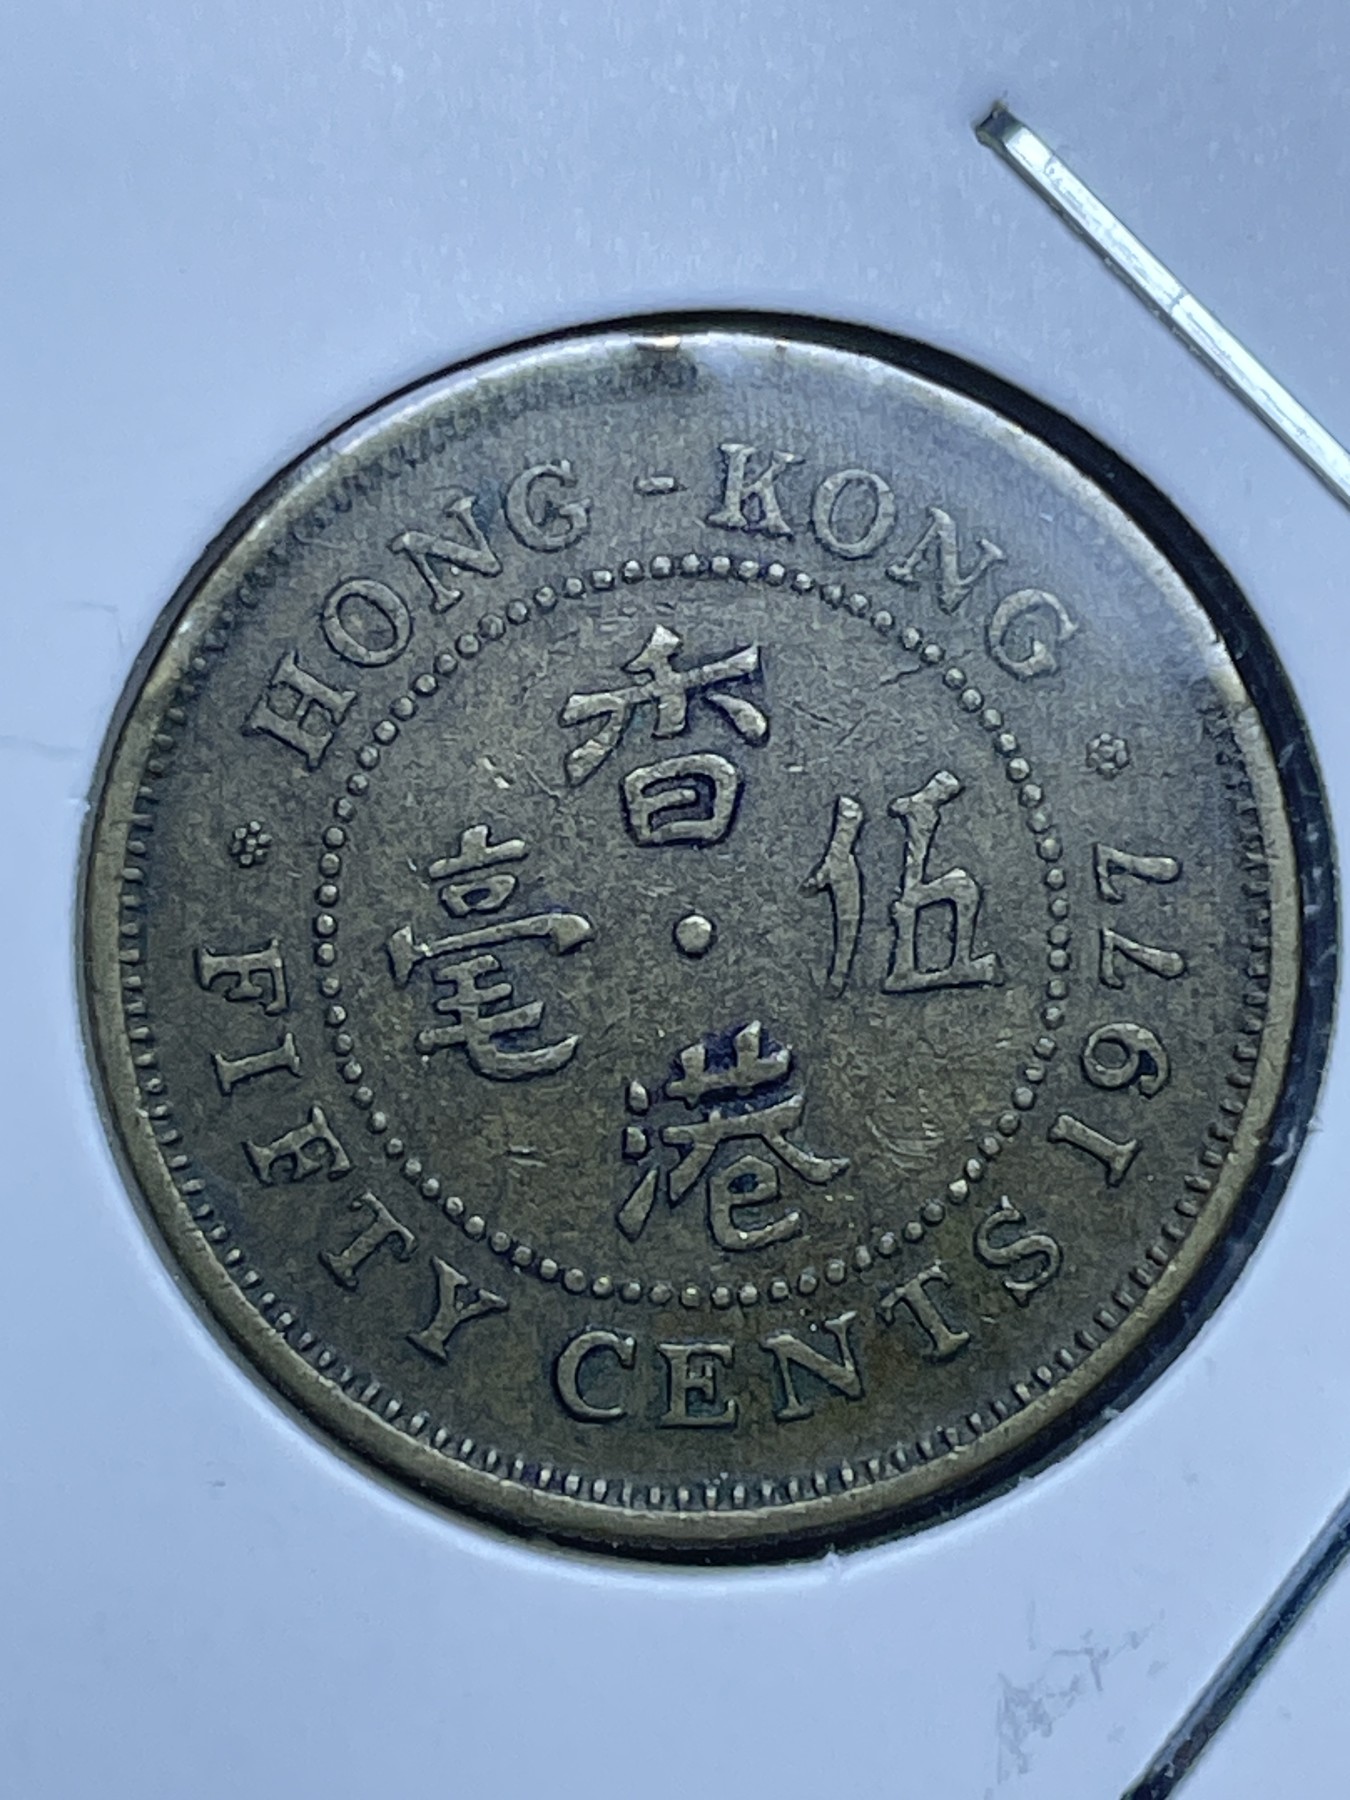 HONG-KONG
香港
伍毫
FIFTY CENTS 1977